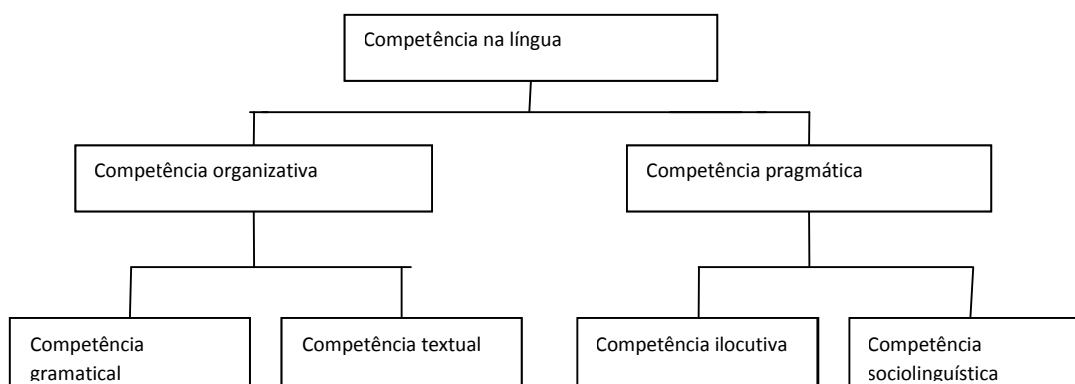 Competência na língua
Competência organizativa
Competência pragmática
Competência
gramatical
Competência textual
Competência ilocutiva
Competência
sociolinguística